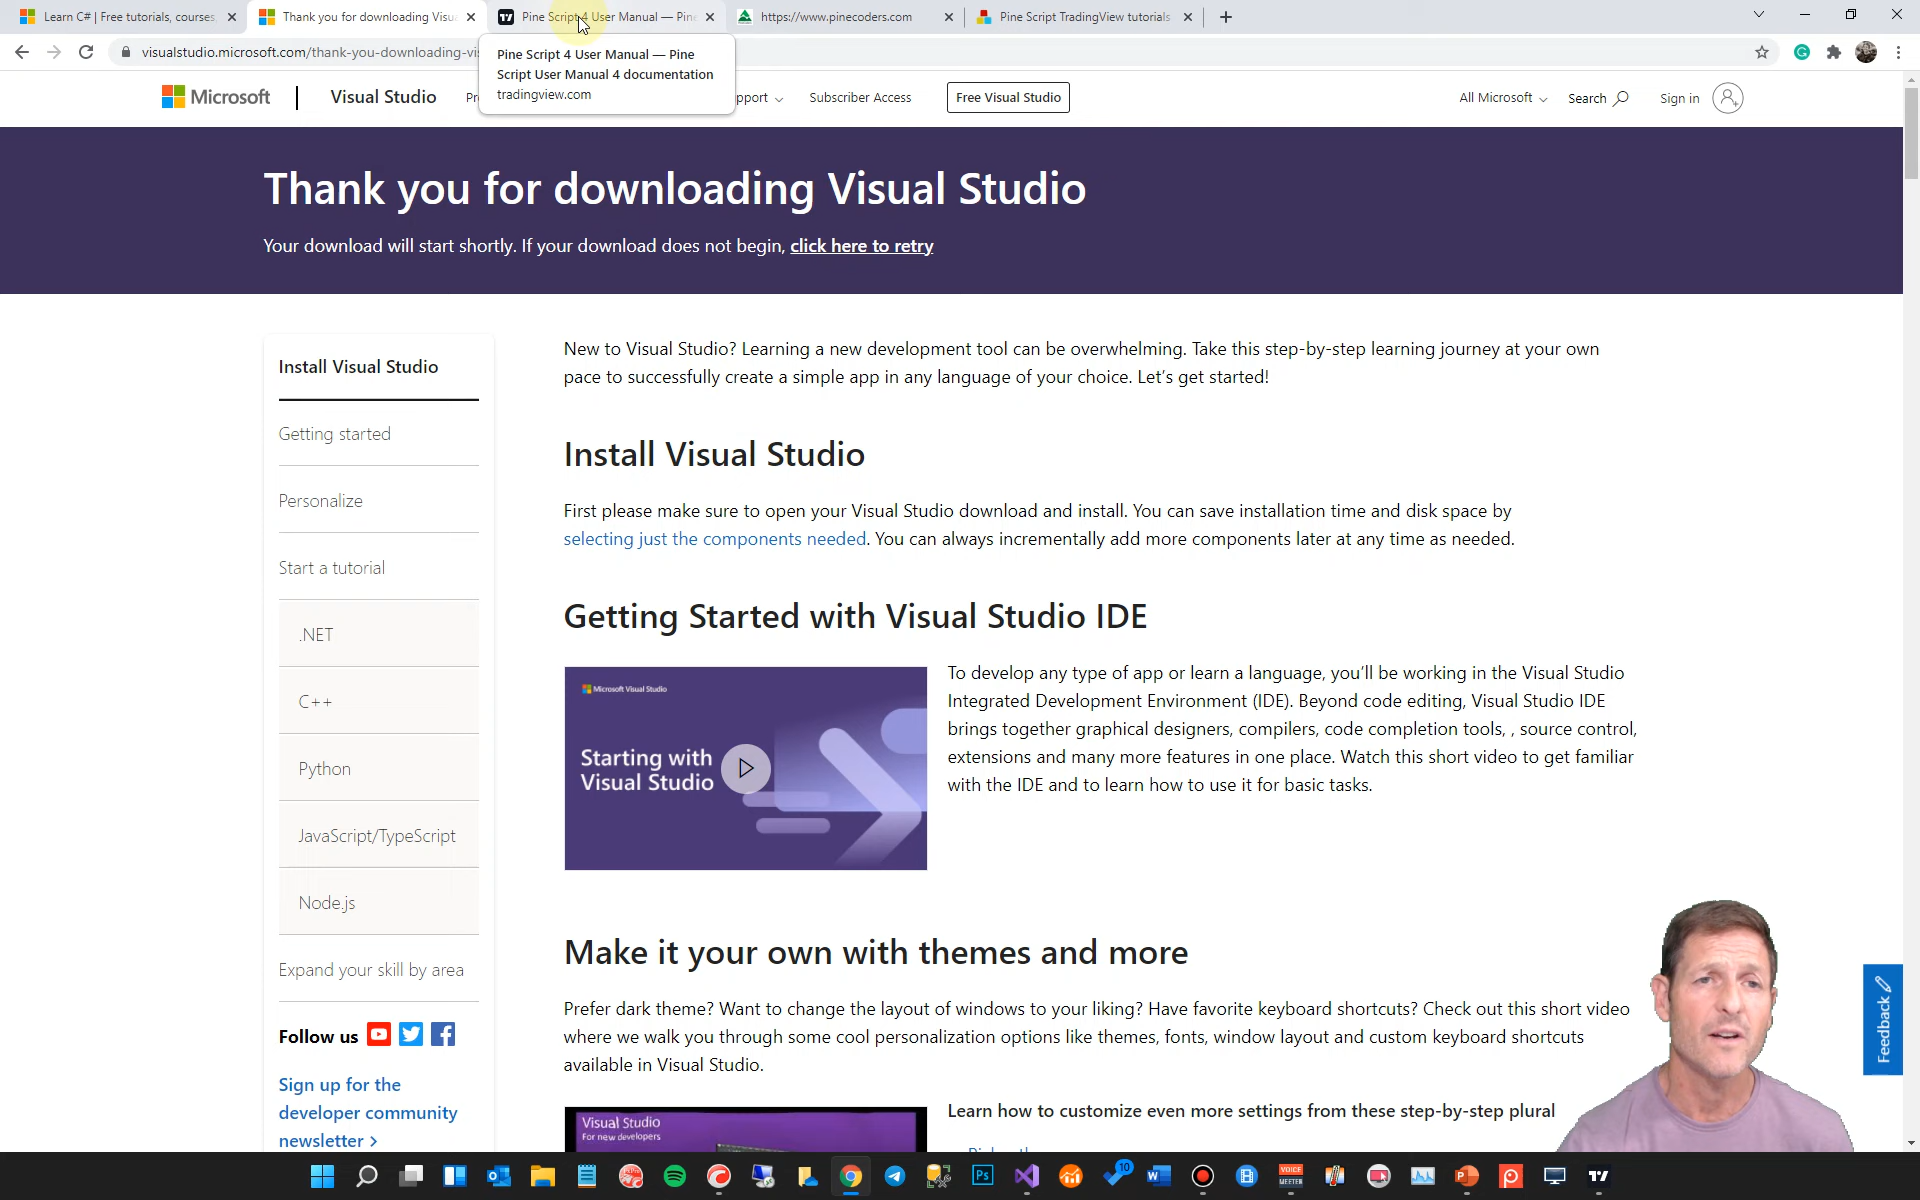 Learn C# | Free tutorials, courses,
Thank you for downloading Visua
Pine Script 4 User Manual — Pine
https://www.pinecoders.com
Pine Script TradingView tutorials
visualstudio.microsoft.com/thank-you-downloading-vi
Pine Script 4 User Manual — Pine
Script User Manual 4 documentation
tradingview.com
Microsoft
Visual Studio
pport
Subscriber Access
Free Visual Studio
All Microsoft
Search
Sign in
Thank you for downloading Visual Studio
Your download will start shortly. If your download does not begin, click here to retry
Install Visual Studio
Getting started
Personalize
Start a tutorial
.NET
C++
Python
JavaScript/TypeScript
Node.js
Expand your skill by area
Follow us
Sign up for the
developer community
newsletter >
New to Visual Studio? Learning a new development tool can be overwhelming. Take this step-by-step learning journey at your own
pace to successfully create a simple app in any language of your choice. Let's get started!
Install Visual Studio
First please make sure to open your Visual Studio download and install. You can save installation time and disk space by
selecting just the components needed. You can always incrementally add more components later at any time as needed.
Getting Started with Visual Studio IDE
Microsoft Visual Studio
Starting with
Visual Studio
To develop any type of app or learn a language, you'll be working in the Visual Studio
Integrated Development Environment (IDE). Beyond code editing, Visual Studio IDE
brings together graphical designers, compilers, code completion tools, , source control,
extensions and many more features in one place. Watch this short video to get familiar
with the IDE and to learn how to use it for basic tasks.
Make it your own with themes and more
Prefer dark theme? Want to change the layout of windows to your liking? Have favorite keyboard shortcuts? Check out this short video
where we walk you through some cool personalization options like themes, fonts, window layout and custom keyboard shortcuts
available in Visual Studio.
Visual Studio
For new developers
Learn how to customize even more settings from these step-by-step plural
Feedback
10
Ps
VOICE
MEETER